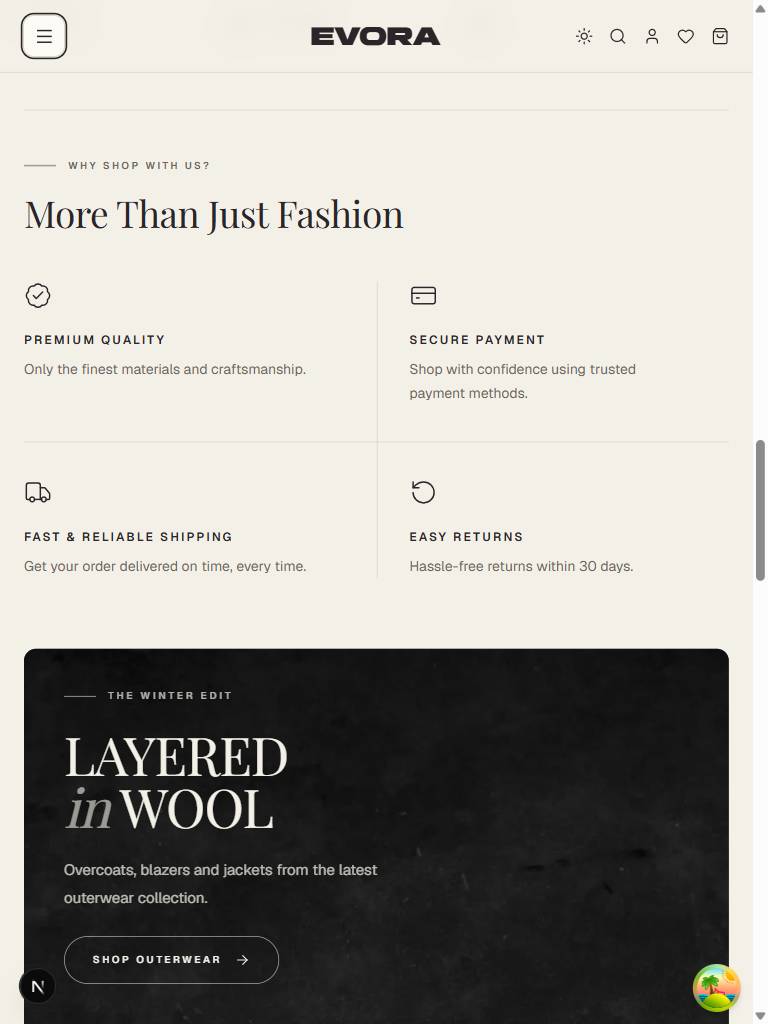 EVORA
WHY SHOP WITH US?
More Than Just Fashion
PREMIUM QUALITY
Only the finest materials and craftsmanship.
SECURE PAYMENT
Shop with confidence using trusted
payment methods.
FAST & RELIABLE SHIPPING
Get your order delivered on time, every time.
EASY RETURNS
Hassle-free returns within 30 days.
THE WINTER EDIT
LAYERED
in WOOL
Overcoats, blazers and jackets from the latest
outerwear collection.
SHOP OUTERWEAR
N